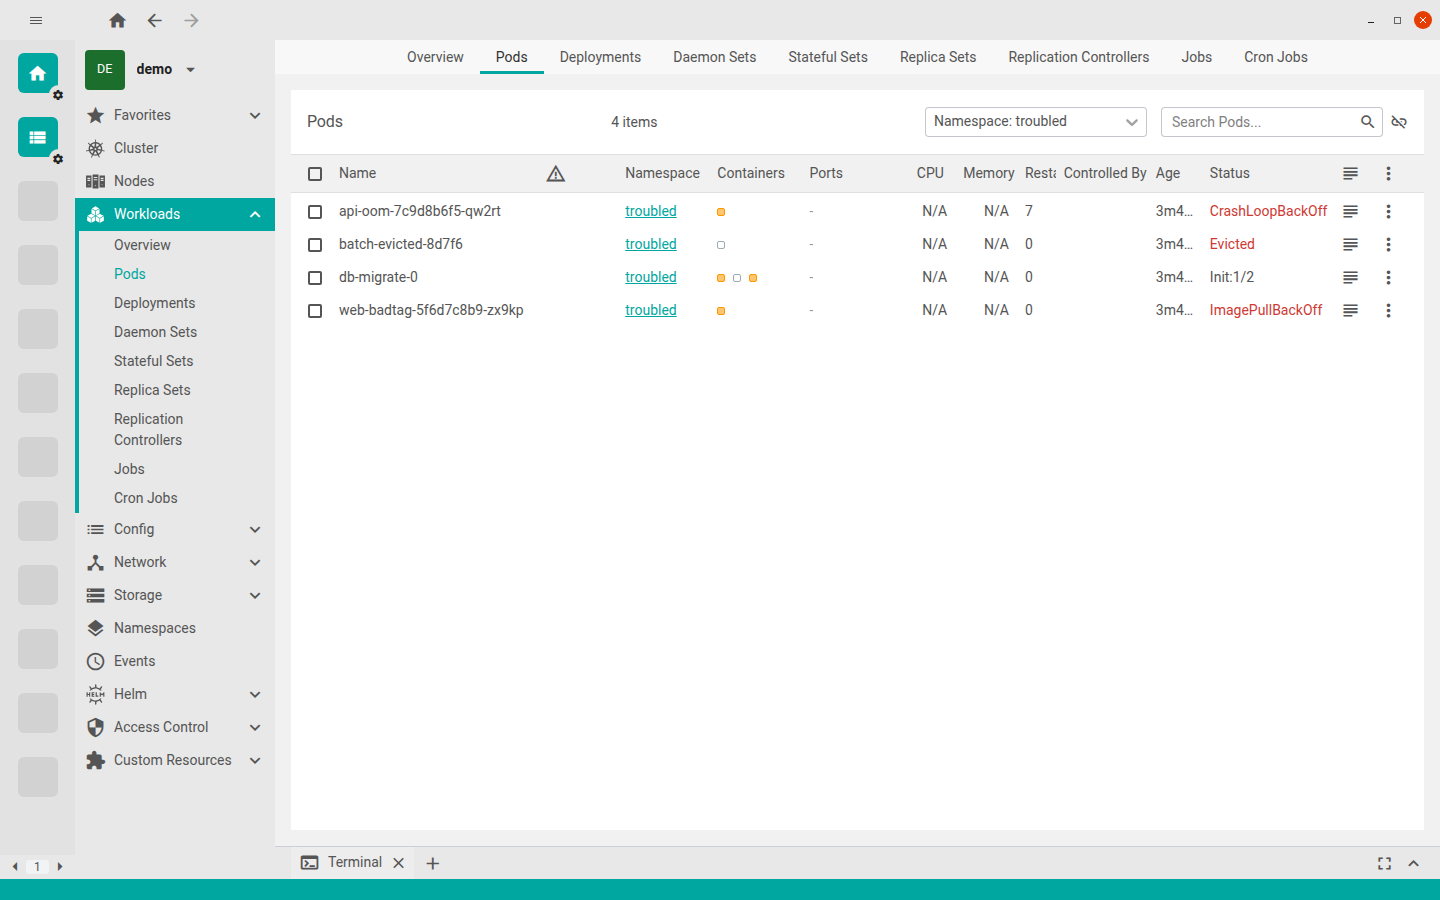 Overview Pods Deployments Daemon Sets Stateful Sets Replica Sets Replication Controllers Jobs Cron Jobs
DE demo
Favorites
Cluster
Nodes
Workloads
Overview
Pods
Deployments
Daemon Sets
Stateful Sets
Replica Sets
Replication
Controllers
Jobs
Cron Jobs
Config
Network
Storage
Namespaces
Events
HELM Helm
Access Control
Custom Resources
1
Pods 4 items Namespace: troubled Search Pods...
Name Namespace Containers Ports CPU Memory Resta Controlled By Age Status
api-oom-7c9d8b6f5-qw2rt troubled - N/A N/A 7 3m4... CrashLoopBackOff
batch-evicted-8d7f6 troubled - N/A N/A 0 3m4... Evicted
db-migrate-0 troubled - N/A N/A 0 3m4... Init:1/2
web-badtag-5f6d7c8b9-zx9kp troubled - N/A N/A 0 3m4... ImagePullBackOff
Terminal